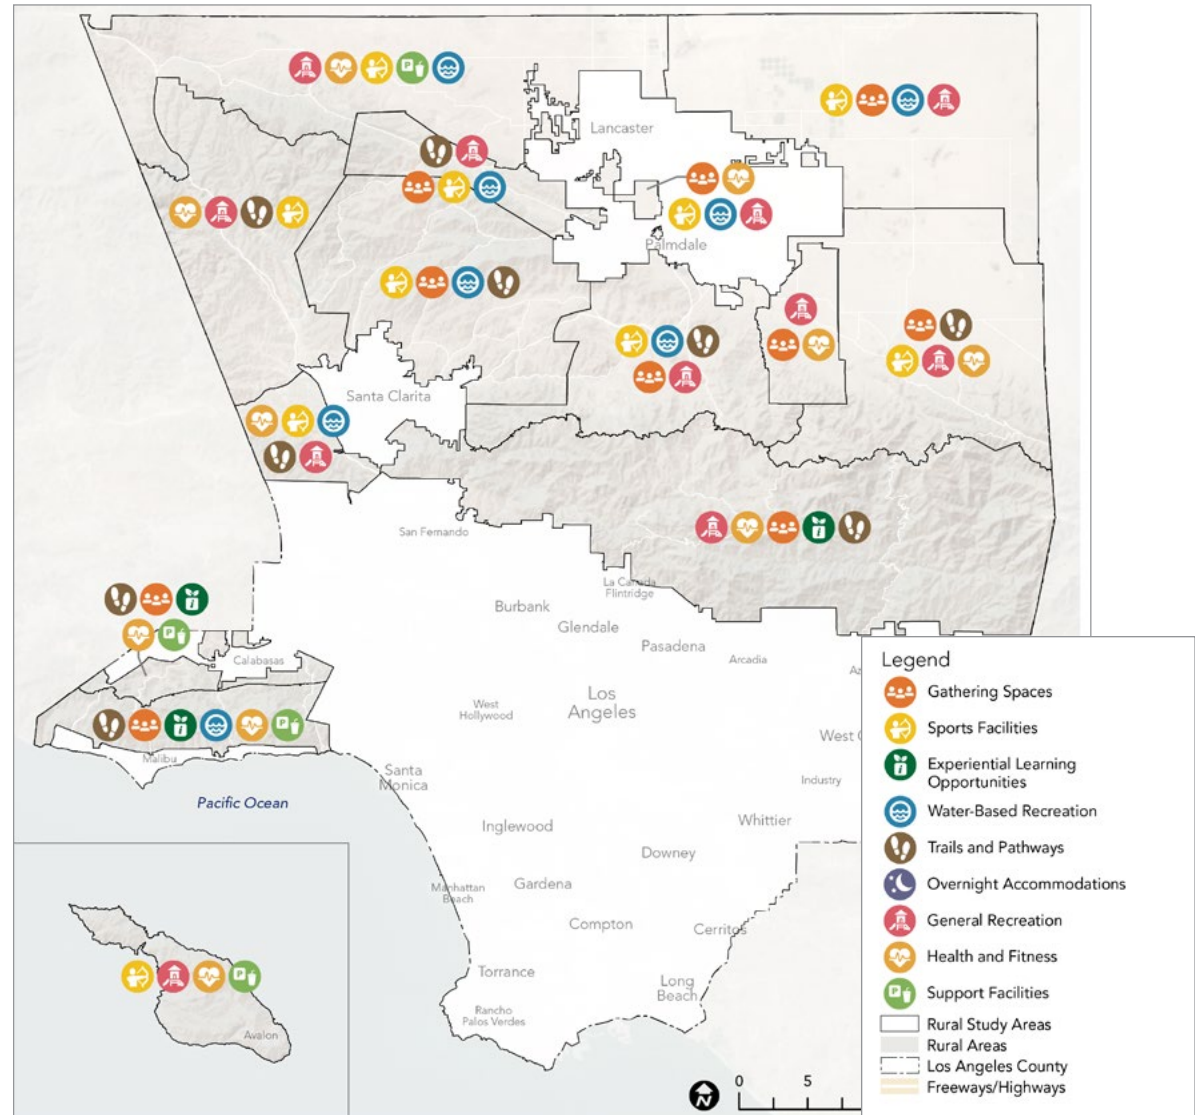 Lancaster
Palmdale
Santa Clarita
San Fernando
La Canada
Flintridge
Burbank
Glendale
Pasadena
Arcadia
Calabasas
Los
Angeles
West
Hollywood
Malibu
Santa
Monica
Industry
Pacific Ocean
Inglewood
Whittier
Downey
Manhattan
Beach
Gardena
Compton
Cerritos
Torrance
Long
Beach
Rancho
Palos Verdes
Avalon
N
0 5
Legend
Gathering Spaces
Sports Facilities
Experiential Learning
Opportunities
Water-Based Recreation
Trails and Pathways
Overnight Accommodations
General Recreation
Health and Fitness
Support Facilities
Rural Study Areas
Rural Areas
Los Angeles County
Freeways/Highways